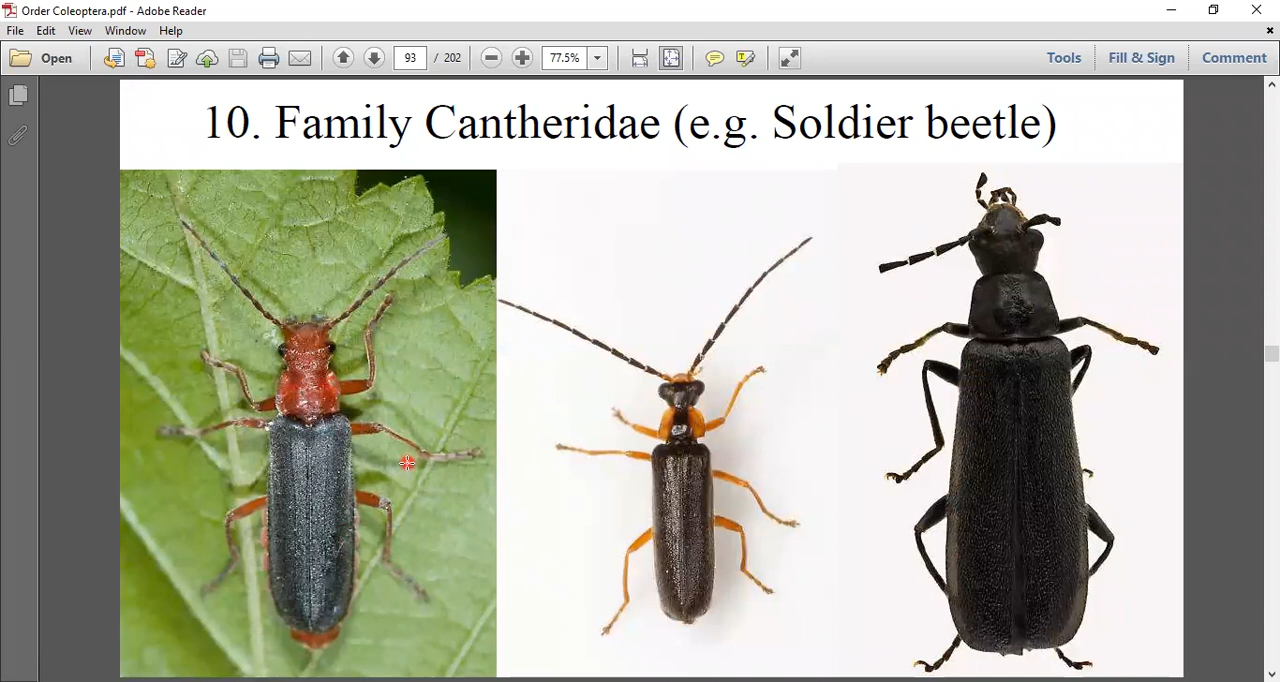 Order Coleoptera.pdf - Adobe Reader
File Edit View Window Help
Open 93 / 202 77.5% Tools Fill & Sign Comment
10. Family Cantheridae (e.g. Soldier beetle)